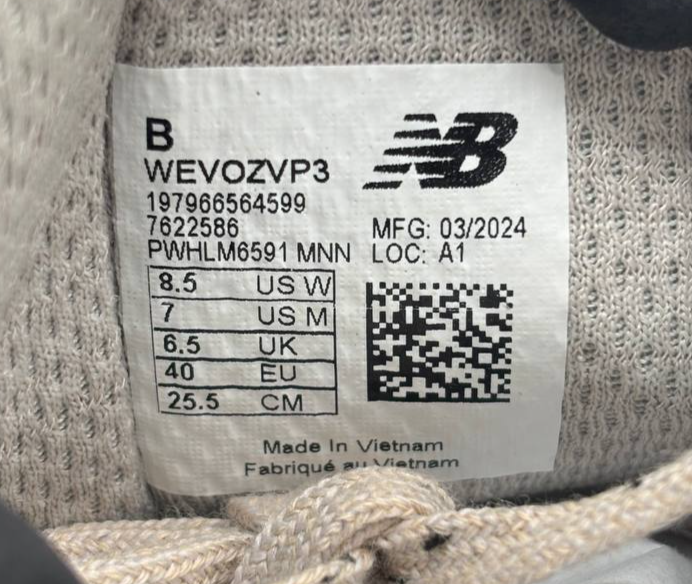 B
NB
WEVOZVP3
197966564599
7622586
MFG: 03/2024
PWHLM6591 MNN
LOC: A1
8.5 US W
7 US M
6.5 UK
40 EU
25.5 CM
Made In Vietnam
Fabriqué au Vietnam